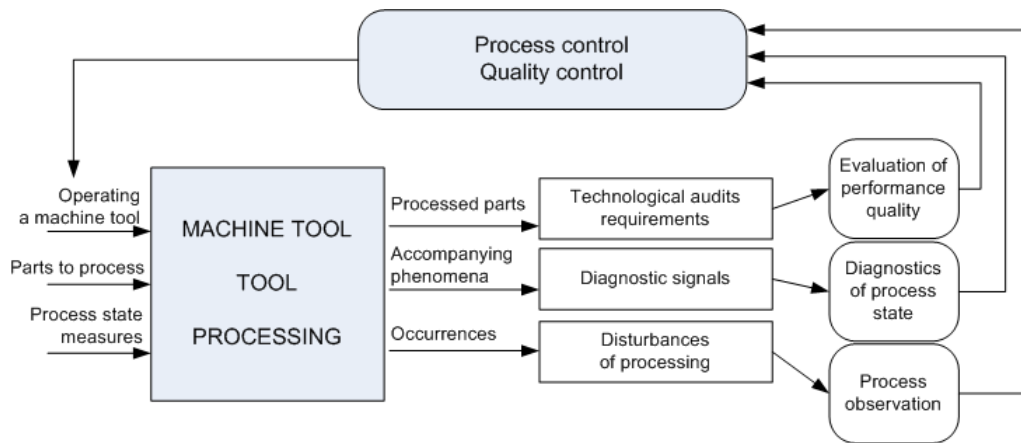 Process control
Quality control
Operating
a machine tool
Parts to process
Process state
measures
MACHINE TOOL
TOOL
PROCESSING
Processed parts
Accompanying
phenomena
Occurrences
Technological audits
requirements
Diagnostic signals
Disturbances
of processing
Evaluation of
performance
quality
Diagnostics
of process
state
Process
observation